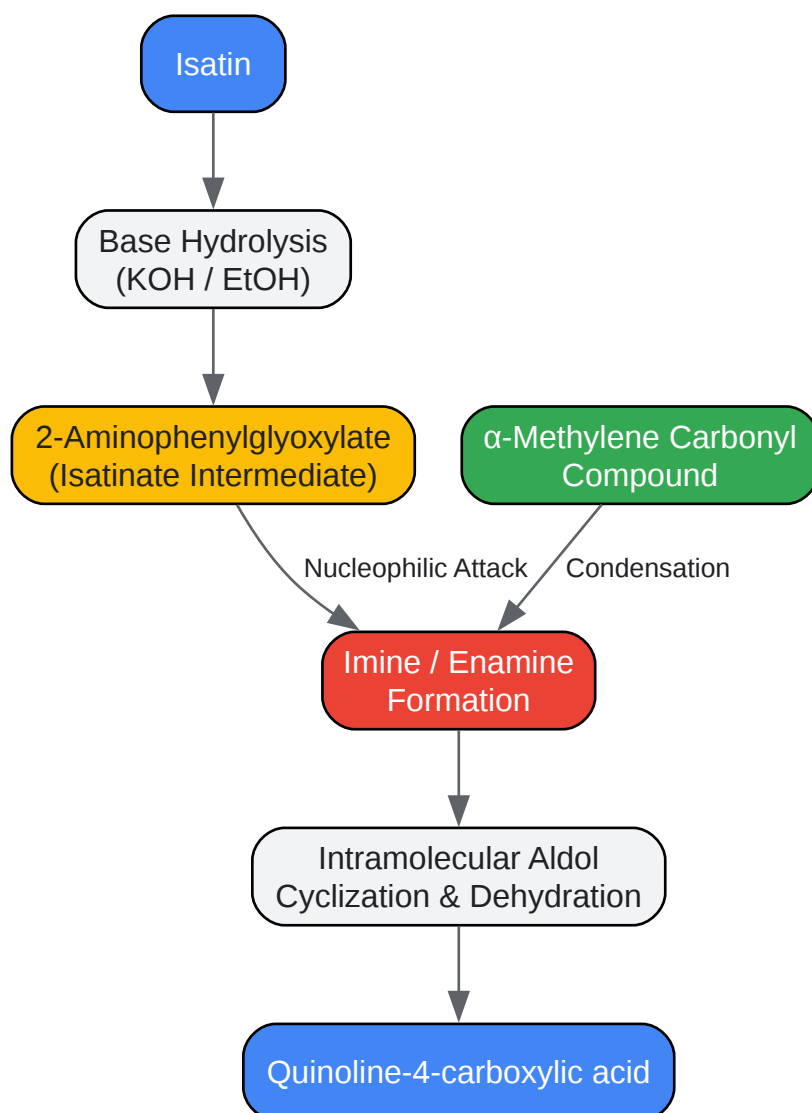 Isatin
Base Hydrolysis
(KOH / EtOH)
2-Aminophenylglyoxylate
(Isatinate Intermediate)
α-Methylene Carbonyl
Compound
Nucleophilic Attack
Condensation
Imine / Enamine
Formation
Intramolecular Aldol
Cyclization & Dehydration
Quinoline-4-carboxylic acid